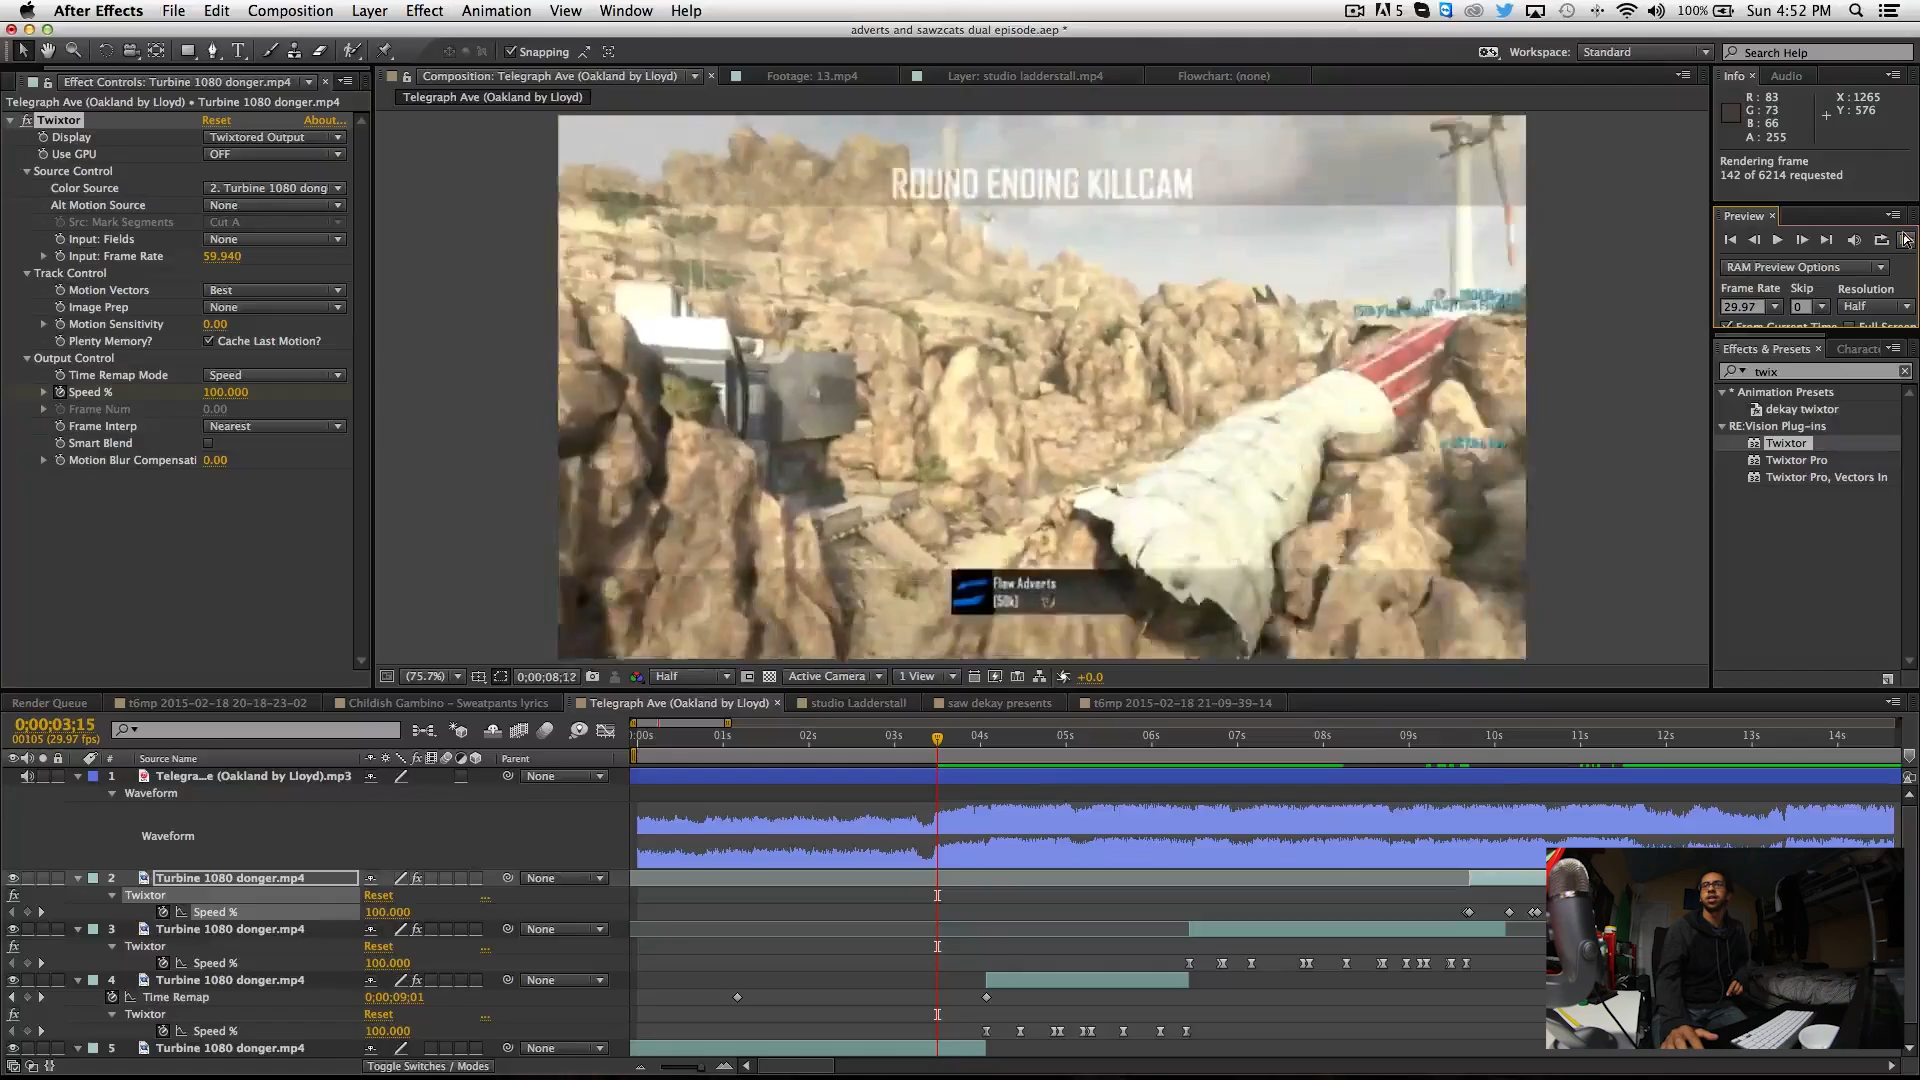 After Effects File Edit Composition Layer Effect Animation View Window Help
5 100% Sun 4:52 PM
adverts and sawzcats dual episode.aep *
T Snapping Workspace: Standard Search Help
Effect Controls: Turbine 1080 donger.mp4
Telegraph Ave (Oakland by Lloyd) • Turbine 1080 donger.mp4
fx Twixtor Reset About...
Display Twixtored Output
Use GPU OFF
Source Control
Color Source 2. Turbine 1080 dong
Alt Motion Source None
Src: Mark Segments Cut A
Input: Fields None
Input: Frame Rate 59.940
Track Control
Motion Vectors Best
Image Prep None
Motion Sensitivity 0.00
Plenty Memory? Cache Last Motion?
Output Control
Time Remap Mode Speed
Speed % 100.000
Frame Num 0.00
Frame Interp Nearest
Smart Blend
Motion Blur Compensati 0.00
Composition: Telegraph Ave (Oakland by Lloyd) Footage: 13.mp4 Layer: studio ladderstall.mp4 Flowchart: (none)
Telegraph Ave (Oakland by Lloyd)
ROUND ENDING KILLCAM
Flaw Adverts
[50k]
(75.7%) 0;00;08;12 Half Active Camera 1 View +0.0
Info Audio
R: 83 X: 1265
G: 73 Y: 576
B: 66
A: 255
Rendering frame
142 of 6214 requested
Preview
RAM Preview Options
Frame Rate Skip Resolution
29.97 0 Half
From Current Time Full Screen
Effects & Presets Characte
twix
* Animation Presets
dekay twixtor
RE:Vision Plug-ins
Twixtor
Twixtor Pro
Twixtor Pro, Vectors In
Render Queue t6mp 2015-02-18 20-18-23-02 Childish Gambino - Sweatpants lyrics Telegraph Ave (Oakland by Lloyd) studio Ladderstall saw dekay presents t6mp 2015-02-18 21-09-39-14
0;00;03;15
00105 (29.97 fps)
):00s 01s 02s 03s 04s 05s 06s 07s 08s 09s 10s 11s 12s 13s 14s
# Source Name fx Parent
1 Telegra...e (Oakland by Lloyd).mp3 None
Waveform
Waveform
2 Turbine 1080 donger.mp4 fx None
fx Twixtor Reset ...
Speed % 100.000
3 Turbine 1080 donger.mp4 fx None
fx Twixtor Reset ...
Speed % 100.000
4 Turbine 1080 donger.mp4 fx None
Time Remap 0;00;09;01
fx Twixtor Reset ...
Speed % 100.000
5 Turbine 1080 donger.mp4 None
Toggle Switches / Modes